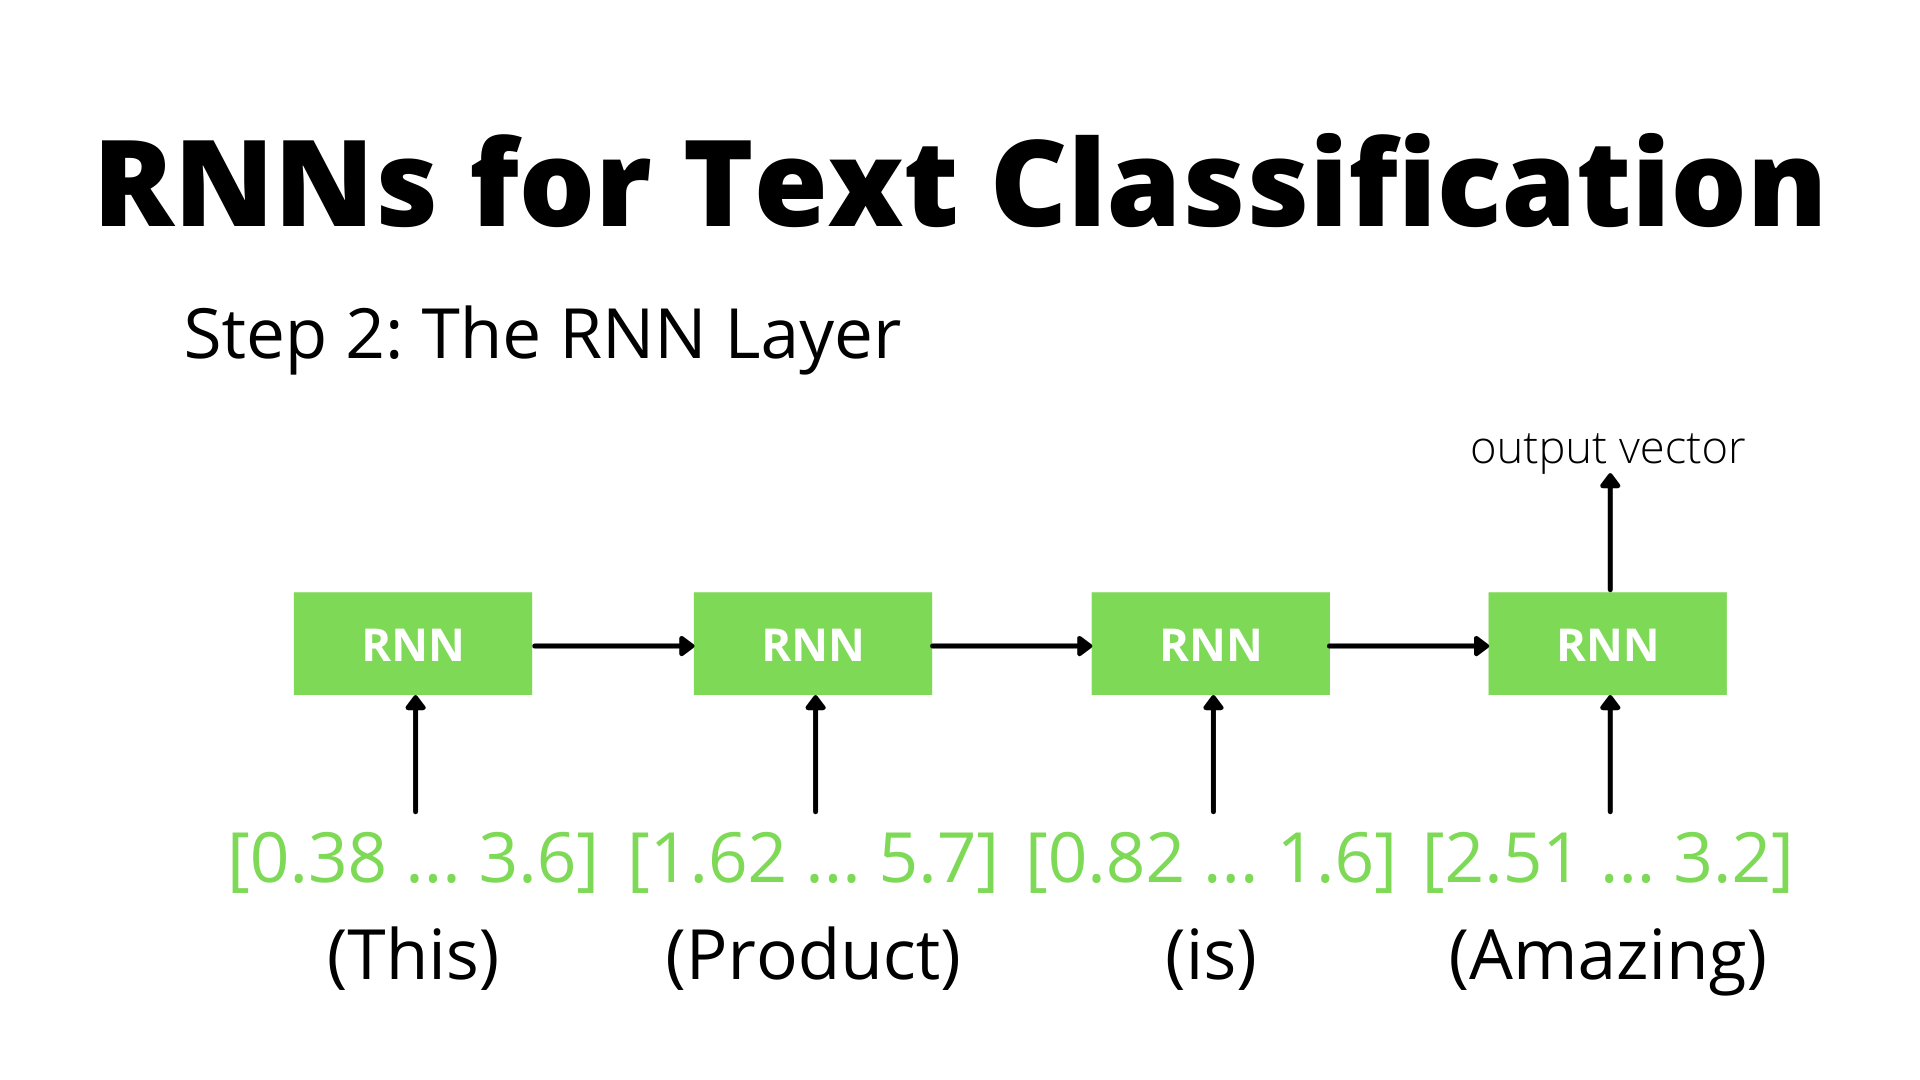 RNNs for Text Classification
Step 2: The RNN Layer
output vector
RNN RNN RNN RNN
[0.38 ... 3.6] [1.62 ... 5.7] [0.82 ... 1.6] [2.51 ... 3.2]
(This) (Product) (is) (Amazing)